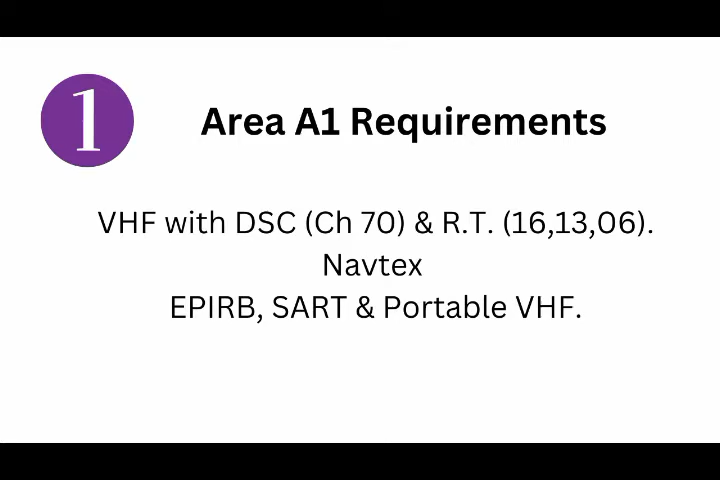 1
Area A1 Requirements
VHF with DSC (Ch 70) & R.T. (16,13,06).
Navtex
EPIRB, SART & Portable VHF.